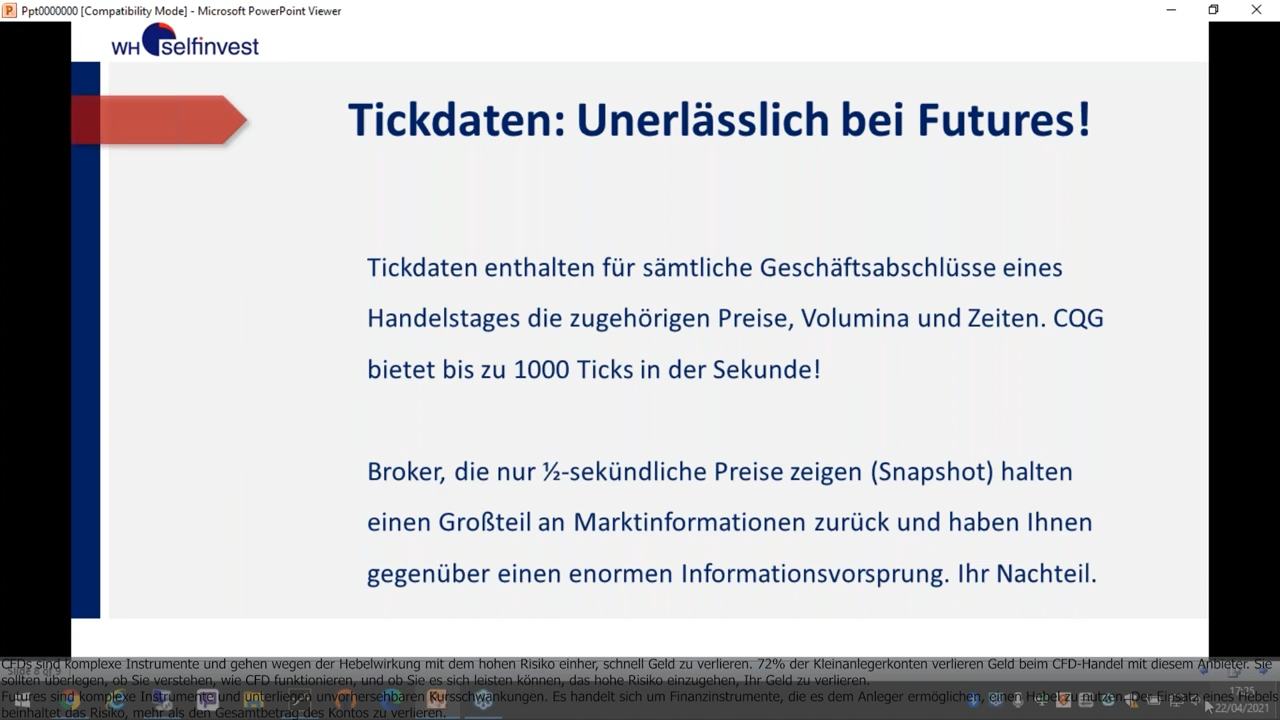 Ppt0000000 [Compatibility Mode] - Microsoft PowerPoint Viewer
WH selfinvest
Tickdaten: Unerlässlich bei Futures!
Tickdaten enthalten für sämtliche Geschäftsabschlüsse eines
Handelstages die zugehörigen Preise, Volumina und Zeiten. CQG
bietet bis zu 1000 Ticks in der Sekunde!
Broker, die nur ½-sekündliche Preise zeigen (Snapshot) halten
einen Großteil an Marktinformationen zurück und haben Ihnen
gegenüber einen enormen Informationsvorsprung. Ihr Nachteil.
CFDs sind komplexe Instrumente und gehen wegen der Hebelwirkung mit dem hohen Risiko einher, schnell Geld zu verlieren. 72% der Kleinanlegerkonten verlieren Geld beim CFD-Handel mit diesem Anbieter. Sie
sollten überlegen, ob Sie verstehen, wie CFD funktionieren, und ob Sie es sich leisten können, das hohe Risiko einzugehen, Ihr Geld zu verlieren.
Futures sind komplexe Instrumente und unterliegen unvorhersehbaren Kursschwankungen. Es handelt sich um Finanzinstrumente, die es dem Anleger ermöglichen, einen Hebel zu nutzen. Der Einsatz eines Hebels
beinhaltet das Risiko, mehr als den Gesamtbetrag des Kontos zu verlieren.
Slide 8 of 9
17:35
22/04/2021